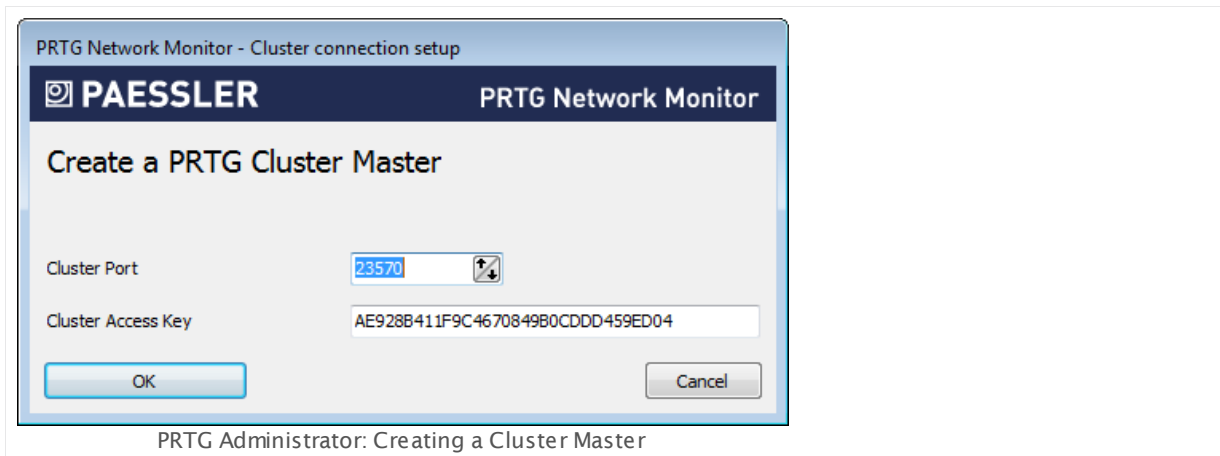 PRTG Network Monitor - Cluster connection setup
PAESSLER PRTG Network Monitor
Create a PRTG Cluster Master
Cluster Port 23570
Cluster Access Key AE928B411F9C4670849B0CDDD459ED04
OK Cancel
PRTG Administrator: Creating a Cluster Master